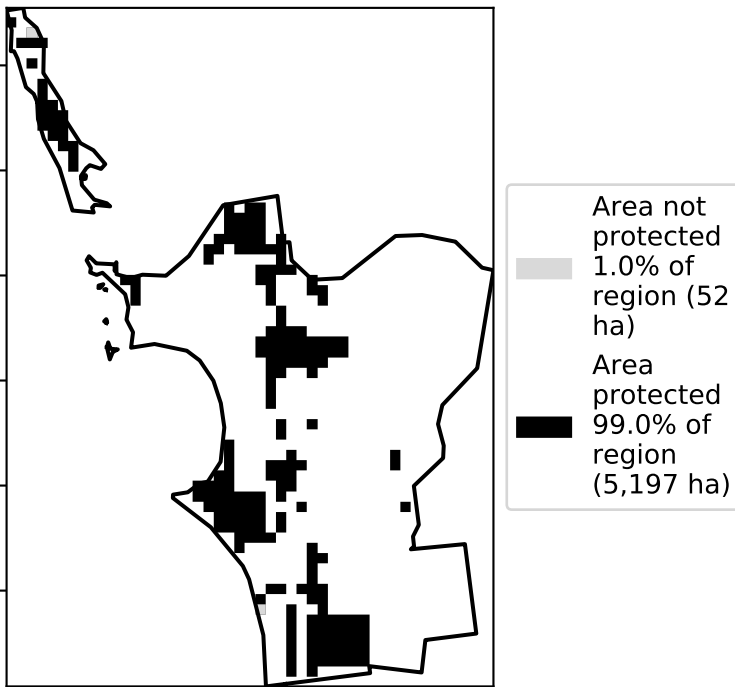 Area not
protected
1.0% of
region (52
ha)
Area
protected
99.0% of
region
(5,197 ha)